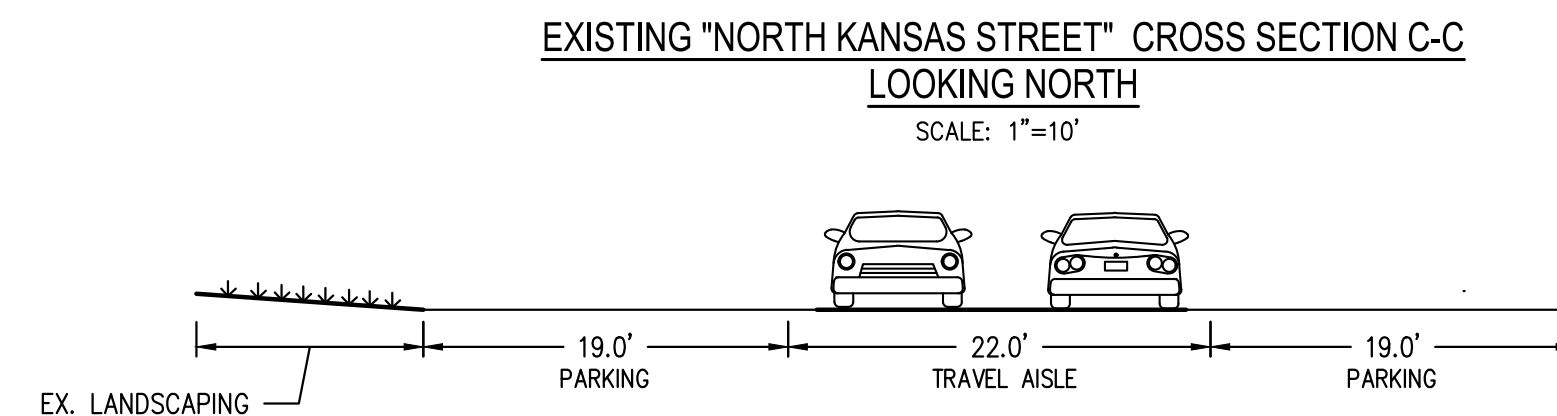 EXISTING "NORTH KANSAS STREET" CROSS SECTION C-C
LOOKING NORTH
SCALE: 1"=10'
19.0'
PARKING
22.0'
TRAVEL AISLE
19.0'
PARKING
EX. LANDSCAPING